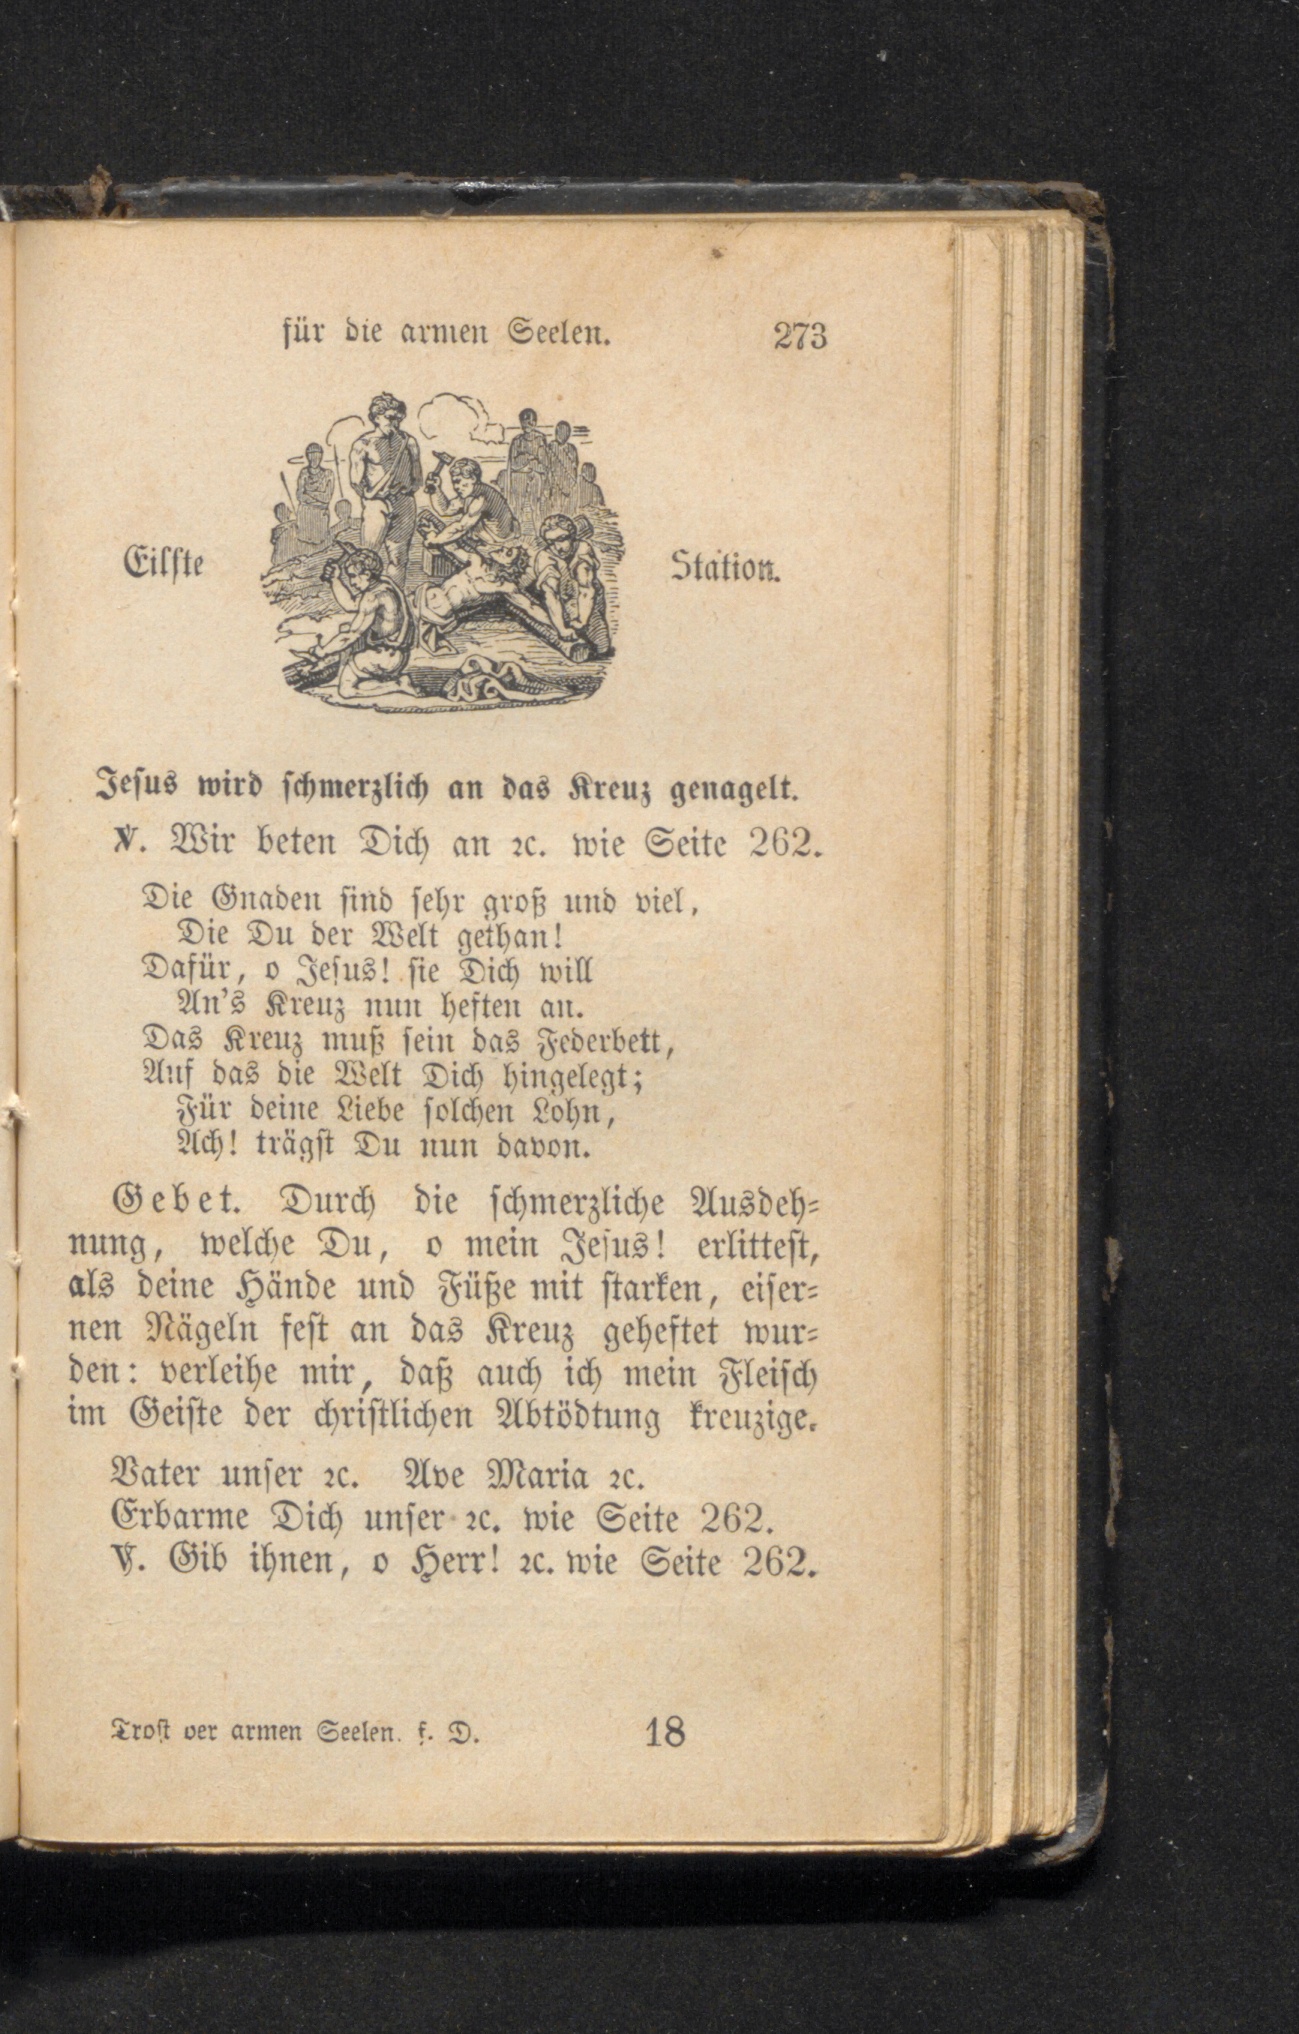 für die armen Seelen. 273
Eilfte Station.
Jesus wird schmerzlich an das Kreuz genagelt.
℣. Wir beten Dich an ꝛc. wie Seite 262.
Die Gnaden sind sehr groß und viel,
Die Du der Welt gethan!
Dafür, o Jesus! sie Dich will
An's Kreuz nun heften an.
Das Kreuz muß sein das Federbett,
Auf das die Welt Dich hingelegt;
Für deine Liebe solchen Lohn,
Ach! trägst Du nun davon.
Gebet. Durch die schmerzliche Ausdeh-
nung, welche Du, o mein Jesus! erlittest,
als deine Hände und Füße mit starken, eiser-
nen Nägeln fest an das Kreuz geheftet wur-
den: verleihe mir, daß auch ich mein Fleisch
im Geiste der christlichen Abtödtung kreuzige.
Vater unser ꝛc. Ave Maria ꝛc.
Erbarme Dich unser ꝛc. wie Seite 262.
℣. Gib ihnen, o Herr! ꝛc. wie Seite 262.
Trost der armen Seelen. f. D. 18